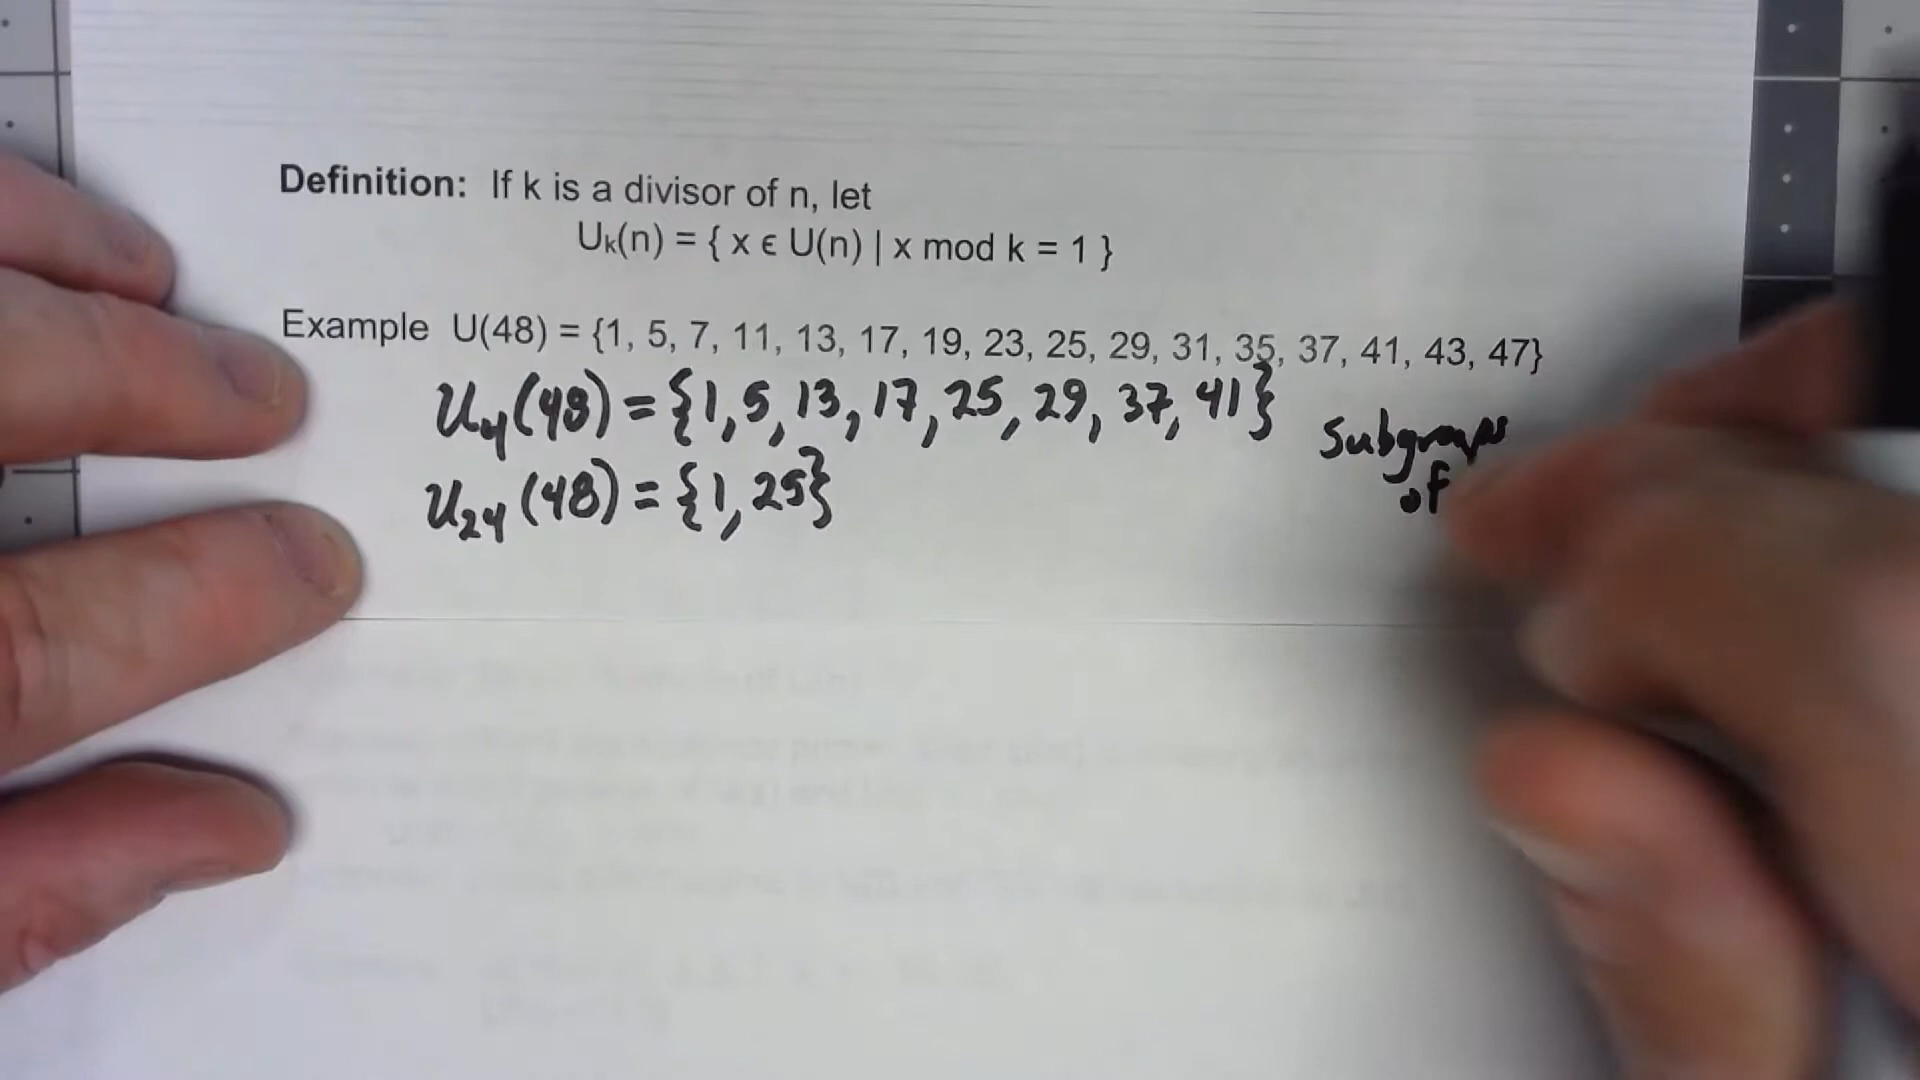 Definition: If k is a divisor of n, let
Uk(n) = { x ϵ U(n) | x mod k = 1 }
Example U(48) = {1, 5, 7, 11, 13, 17, 19, 23, 25, 29, 31, 35, 37, 41, 43, 47}
U₄(48) = {1, 5, 13, 17, 25, 29, 37, 41}
U₂₄(48) = {1, 25}
Subgroups
of